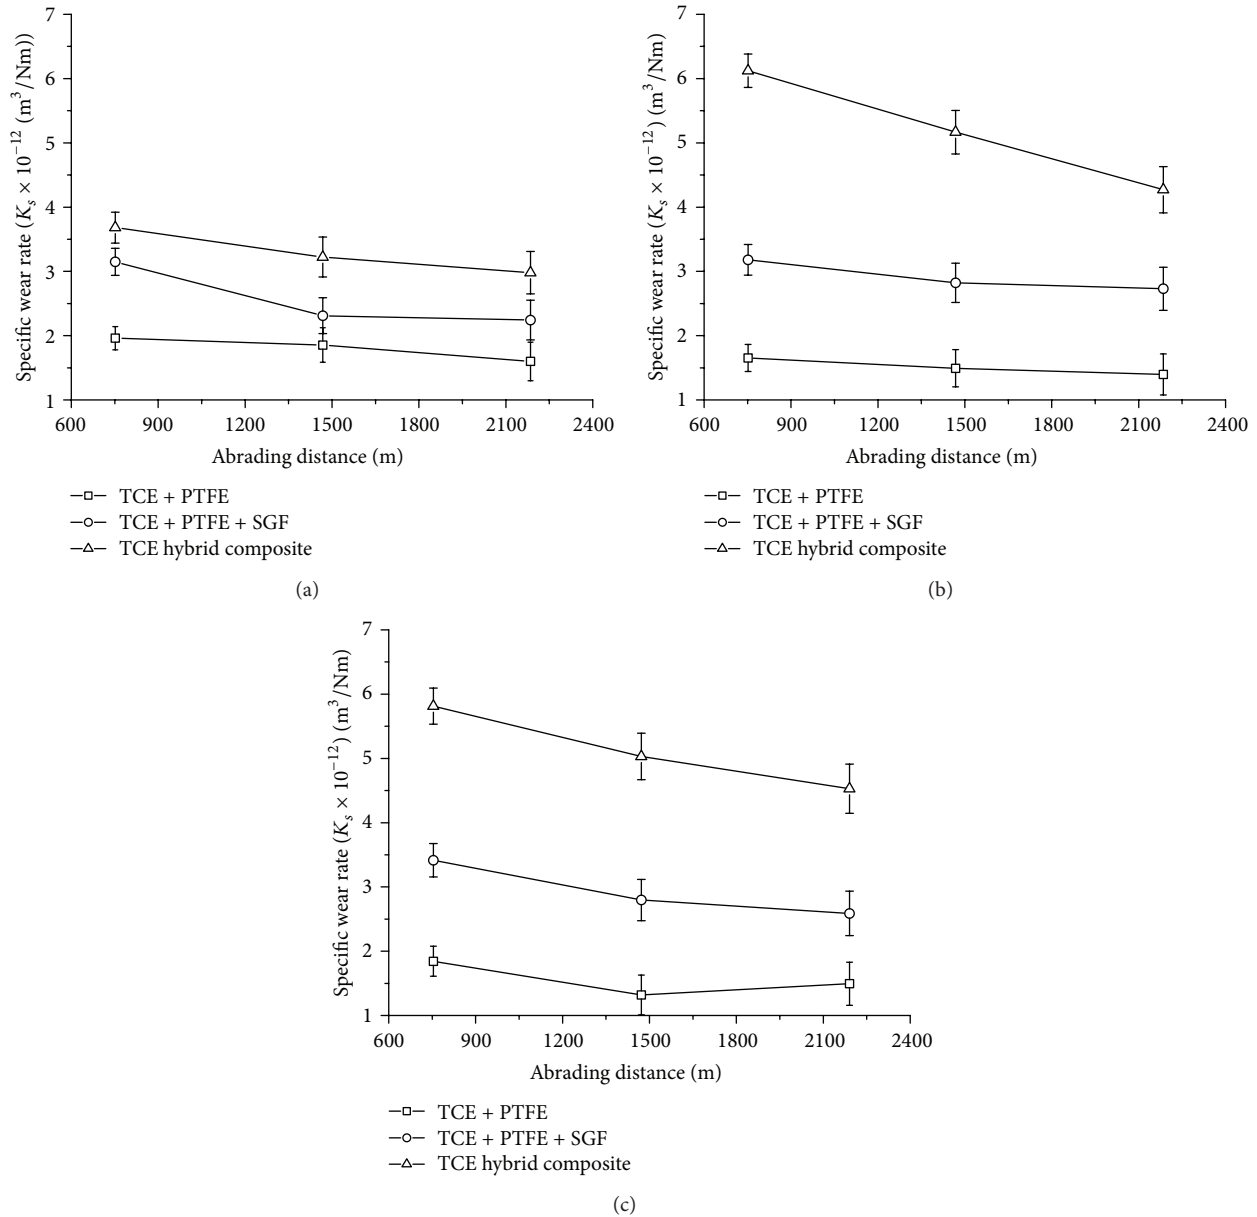 Specific wear rate (K_s × 10^−12 (m^3/Nm))
7
6
5
4
3
2
1
600 900 1200 1500 1800 2100 2400
Abrading distance (m)
TCE + PTFE
TCE + PTFE + SGF
TCE hybrid composite
(a)
Specific wear rate (K_s × 10^−12) (m^3/Nm)
7
6
5
4
3
2
1
600 900 1200 1500 1800 2100 2400
Abrading distance (m)
TCE + PTFE
TCE + PTFE + SGF
TCE hybrid composite
(b)
Specific wear rate (K_s × 10^−12) (m^3/Nm)
7
6
5
4
3
2
1
600 900 1200 1500 1800 2100 2400
Abrading distance (m)
TCE + PTFE
TCE + PTFE + SGF
TCE hybrid composite
(c)